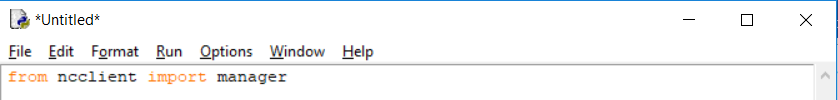 *Untitled*
File Edit Format Run Options Window Help
from ncclient import manager